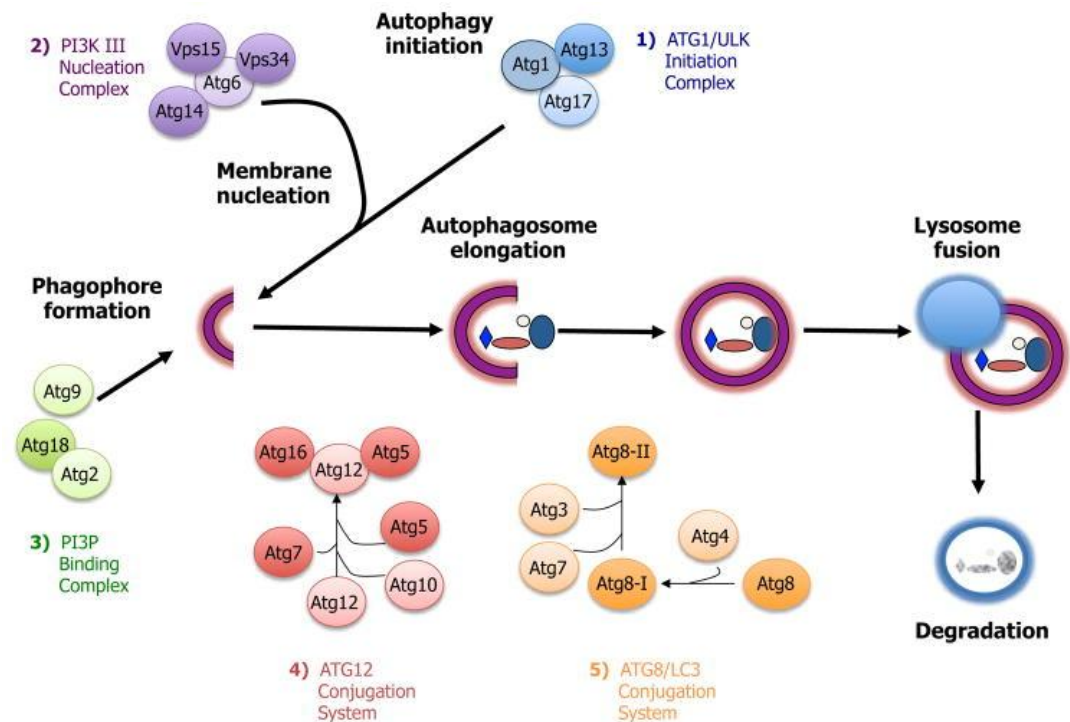 2) PI3K III
Nucleation
Complex
Vps15
Vps34
Atg6
Atg14
Autophagy
initiation
Atg1
Atg13
Atg17
1) ATG1/ULK
Initiation
Complex
Membrane
nucleation
Phagophore
formation
Autophagosome
elongation
Lysosome
fusion
Atg9
Atg18
Atg2
3) PI3P
Binding
Complex
Atg16
Atg12
Atg5
Atg7
Atg5
Atg12
Atg10
4) ATG12
Conjugation
System
Atg8-II
Atg3
Atg7
Atg4
Atg8-I
Atg8
5) ATG8/LC3
Conjugation
System
Degradation